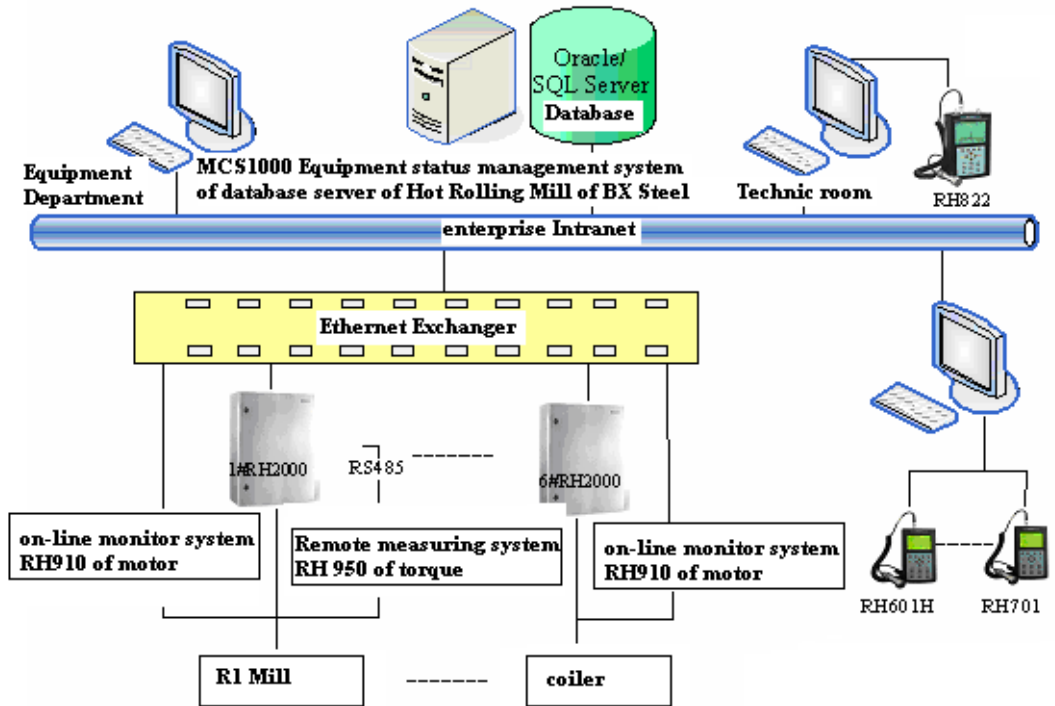 Oracle/
SQL Server
Database
Equipment
Department
MCS1000 Equipment status management system
of database server of Hot Rolling Mill of BX Steel
Technic room
RH822
enterprise Intranet
Ethernet Exchanger
1#RH2000
RS485
6#RH2000
on-line monitor system
RH910 of motor
Remote measuring system
RH 950 of torque
on-line monitor system
RH910 of motor
RH601H
RH701
R1 Mill
coiler